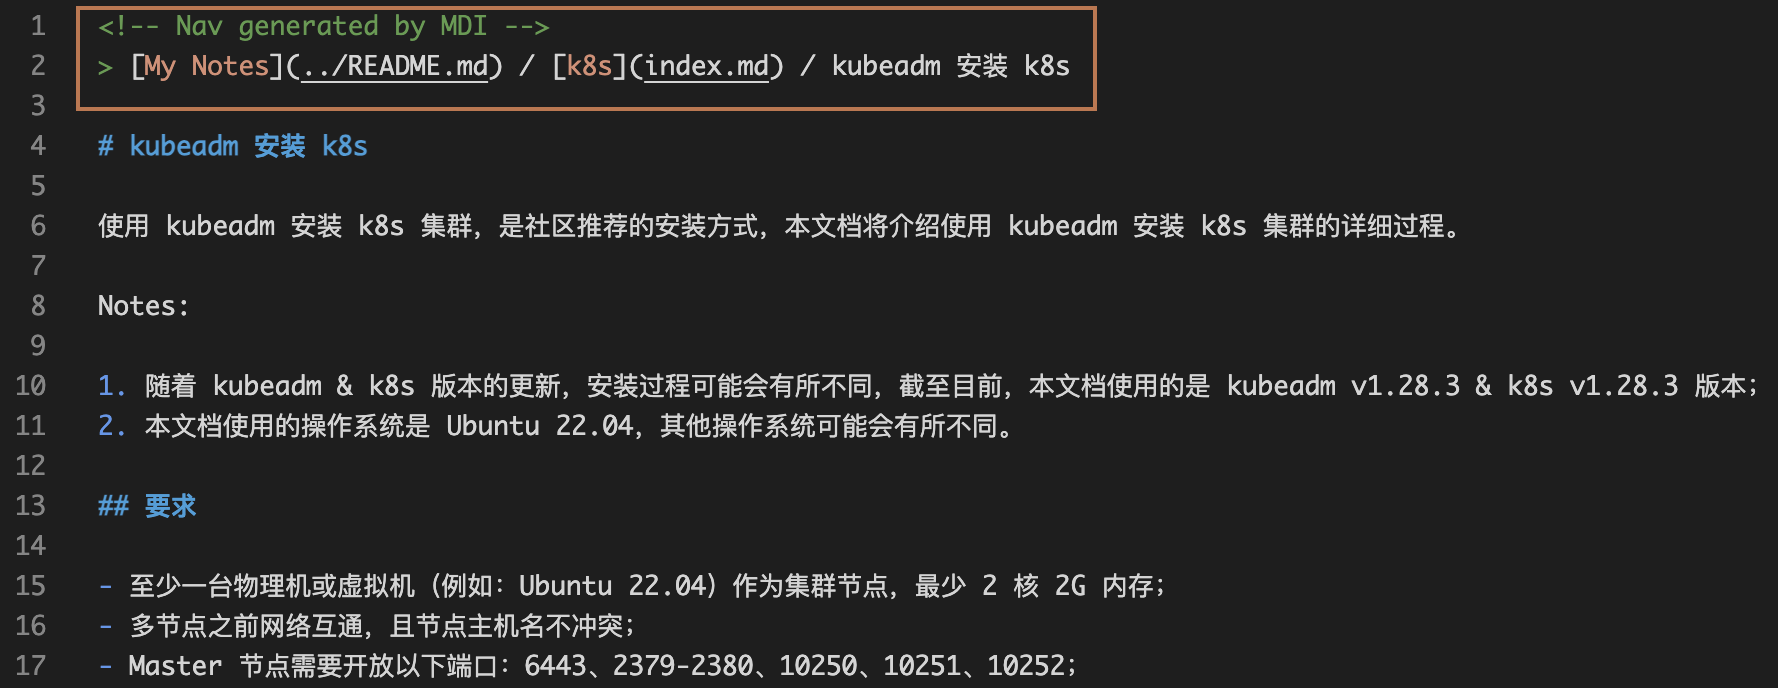 1 <!-- Nav generated by MDI -->
2 > [My Notes](../README.md) / [k8s](index.md) / kubeadm 安装 k8s
3
4 # kubeadm 安装 k8s
5
6 使用 kubeadm 安装 k8s 集群，是社区推荐的安装方式，本文档将介绍使用 kubeadm 安装 k8s 集群的详细过程。
7
8 Notes:
9
10 1. 随着 kubeadm & k8s 版本的更新，安装过程可能会有所不同，截至目前，本文档使用的是 kubeadm v1.28.3 & k8s v1.28.3 版本；
11 2. 本文档使用的操作系统是 Ubuntu 22.04，其他操作系统可能会有所不同。
12
13 ## 要求
14
15 - 至少一台物理机或虚拟机（例如：Ubuntu 22.04）作为集群节点，最少 2 核 2G 内存；
16 - 多节点之前网络互通，且节点主机名不冲突；
17 - Master 节点需要开放以下端口：6443、2379-2380、10250、10251、10252；